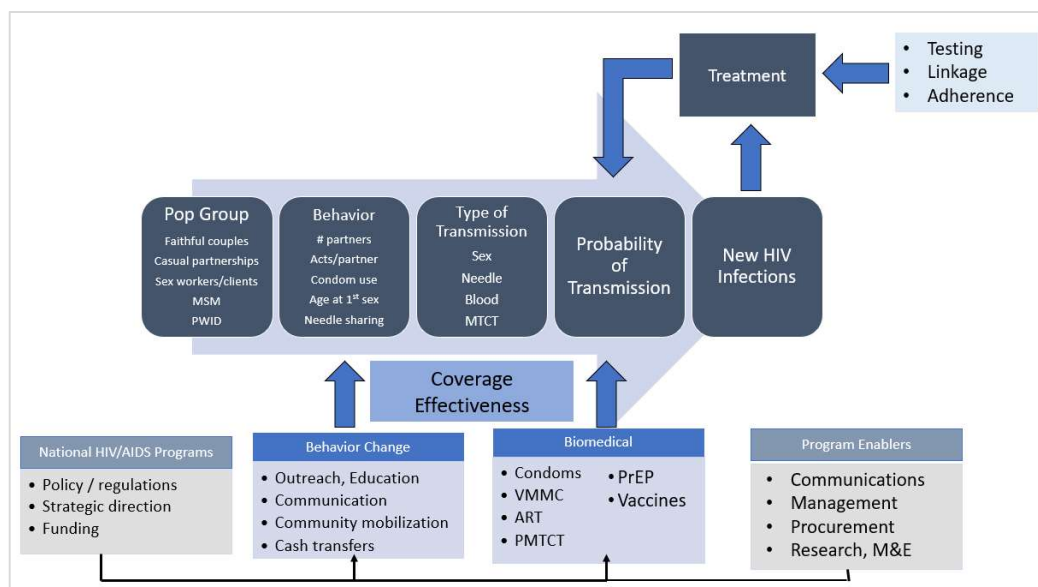 Treatment
• Testing
• Linkage
• Adherence
Pop Group
Faithful couples
Casual partnerships
Sex workers/clients
MSM
PWID
Behavior
# partners
Acts/partner
Condom use
Age at 1st sex
Needle sharing
Type of
Transmission
Sex
Needle
Blood
MTCT
Probability
of
Transmission
New HIV
Infections
Coverage
Effectiveness
National HIV/AIDS Programs
• Policy / regulations
• Strategic direction
• Funding
Behavior Change
• Outreach, Education
• Communication
• Community mobilization
• Cash transfers
Biomedical
• Condoms
• VMMC
• ART
• PMTCT
• PrEP
• Vaccines
Program Enablers
• Communications
• Management
• Procurement
• Research, M&E